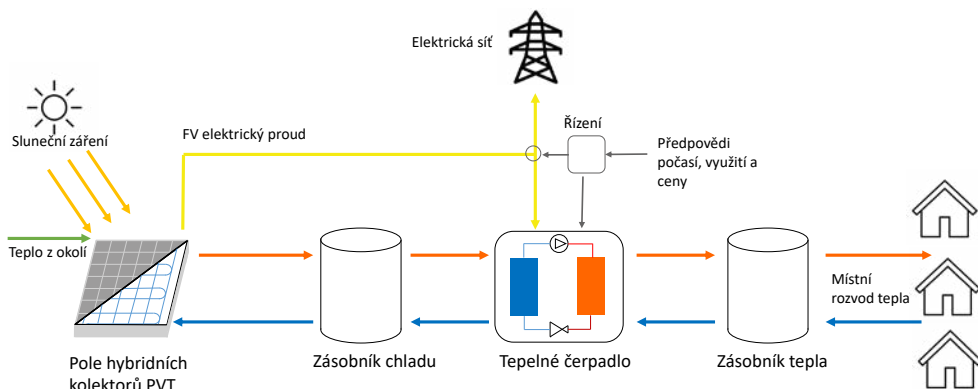 Elektrická síť
Sluneční záření
FV elektrický proud
Řízení
Předpovědi
počasí, využití a
ceny
Teplo z okolí
Místní
rozvod tepla
Pole hybridních
kolektorů PVT
Zásobník chladu
Tepelné čerpadlo
Zásobník tepla